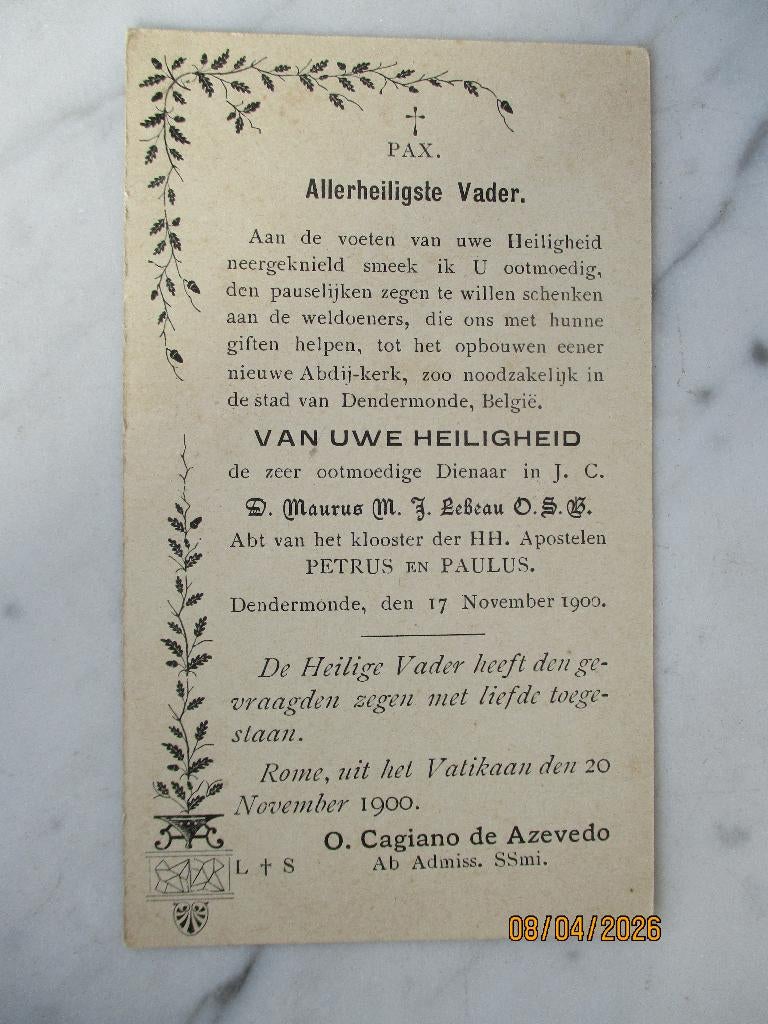 †
PAX.
Allerheiligste Vader.
Aan de voeten van uwe Heiligheid
neergeknield smeek ik U ootmoedig,
den pauselijken zegen te willen schenken
aan de weldoeners, die ons met hunne
giften helpen, tot het opbouwen eener
nieuwe Abdij-kerk, zoo noodzakelijk in
de stad van Dendermonde, België.
VAN UWE HEILIGHEID
de zeer ootmoedige Dienaar in J. C.
D. Maurus M. J. Lebeau O. S. B.
Abt van het klooster der HH. Apostelen
PETRUS EN PAULUS.
Dendermonde, den 17 November 1900.
De Heilige Vader heeft den ge-
vraagden zegen met liefde toege-
staan.
Rome, uit het Vatikaan den 20
November 1900.
O. Cagiano de Azevedo
L † S Ab Admiss. SSmi.
08/04/2026